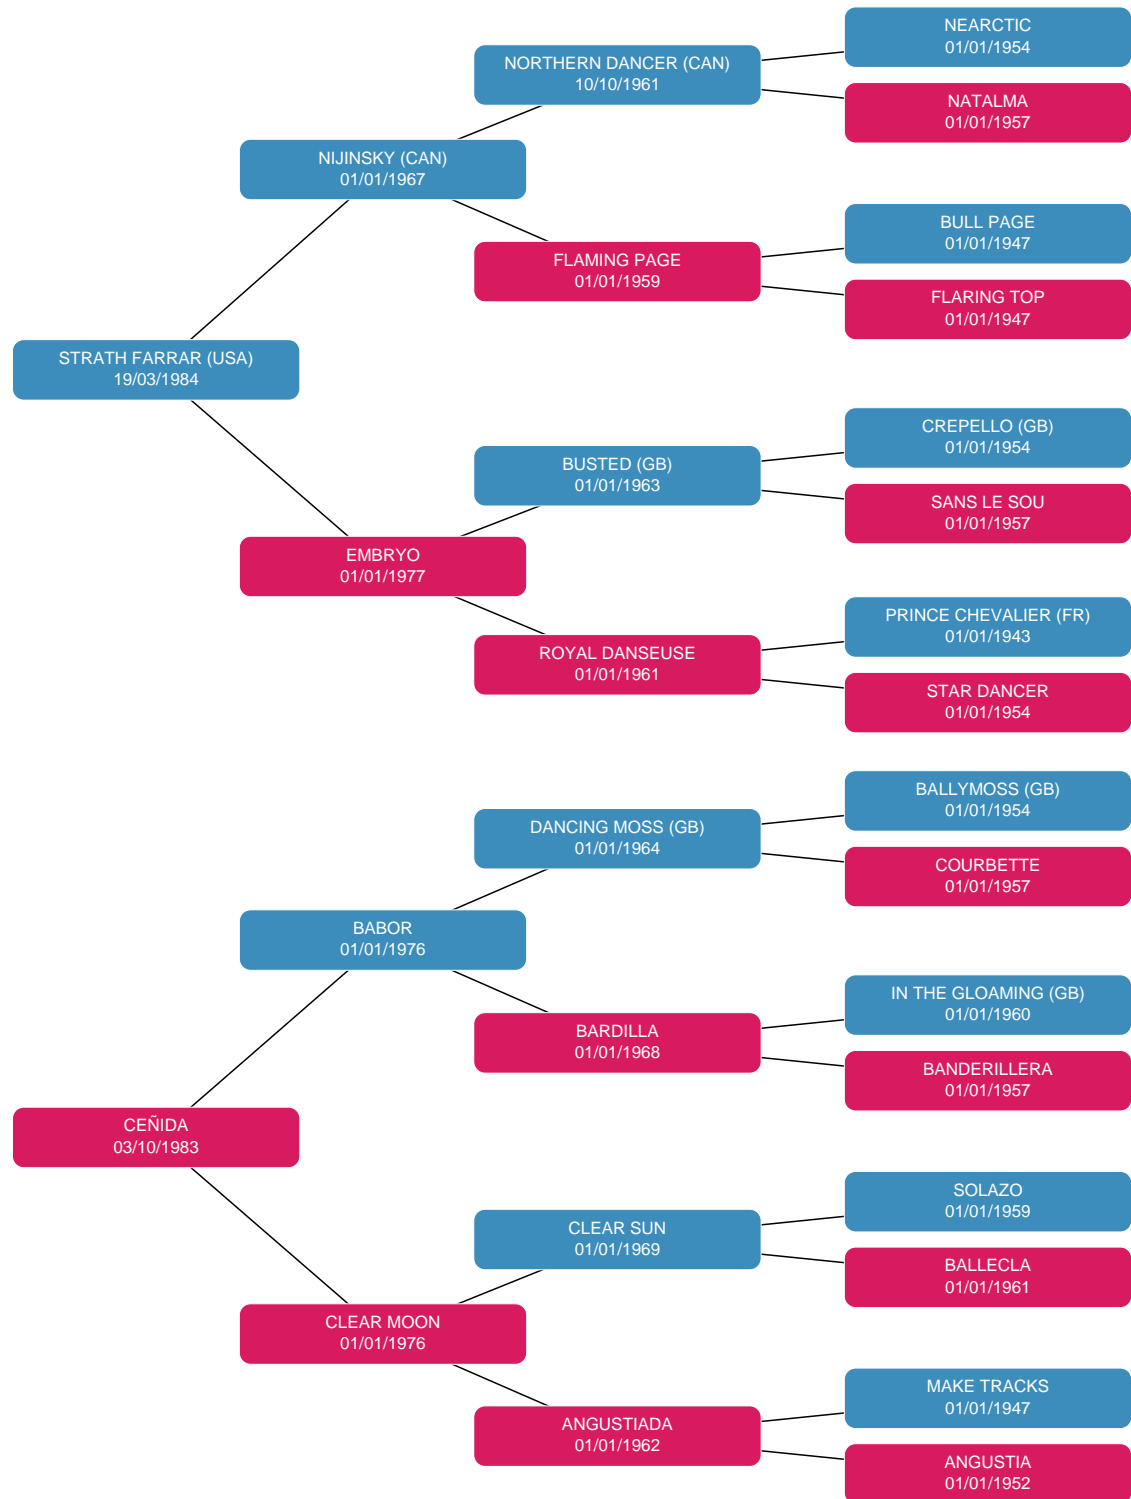 NEARCTIC
01/01/1954
NORTHERN DANCER (CAN)
10/10/1961
NATALMA
01/01/1957
NIJINSKY (CAN)
01/01/1967
BULL PAGE
01/01/1947
FLAMING PAGE
01/01/1959
FLARING TOP
01/01/1947
STRATH FARRAR (USA)
19/03/1984
CREPELLO (GB)
01/01/1954
BUSTED (GB)
01/01/1963
SANS LE SOU
01/01/1957
EMBRYO
01/01/1977
PRINCE CHEVALIER (FR)
01/01/1943
ROYAL DANSEUSE
01/01/1961
STAR DANCER
01/01/1954
BALLYMOSS (GB)
01/01/1954
DANCING MOSS (GB)
01/01/1964
COURBETTE
01/01/1957
BABOR
01/01/1976
IN THE GLOAMING (GB)
01/01/1960
BARDILLA
01/01/1968
BANDERILLERA
01/01/1957
CEÑIDA
03/10/1983
SOLAZO
01/01/1959
CLEAR SUN
01/01/1969
BALLECLA
01/01/1961
CLEAR MOON
01/01/1976
MAKE TRACKS
01/01/1947
ANGUSTIADA
01/01/1962
ANGUSTIA
01/01/1952